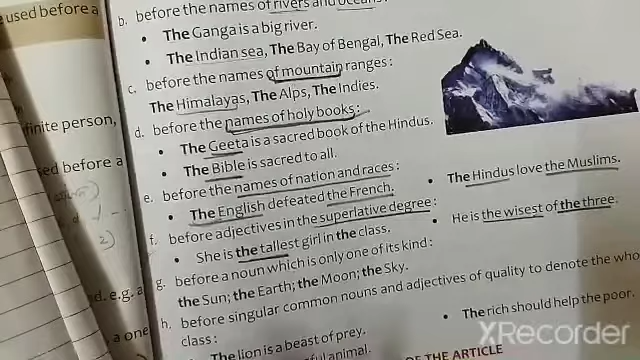 e used before a
b. before the names of rivers and oceans:
• The Ganga is a big river.
• The Indian sea, The Bay of Bengal, The Red Sea.
c. before the names of mountain ranges:
The Himalayas, The Alps, The Indies.
finite person,
d. before the names of holy books:
• The Geeta is a sacred book of the Hindus.
• The Bible is sacred to all.
ed before a
e. before the names of nation and races:
• The English defeated the French. • The Hindus love the Muslims.
f. before adjectives in the superlative degree:
• She is the tallest girl in the class. • He is the wisest of the three.
2)
g. before a noun which is only one of its kind:
the Sun; the Earth; the Moon; the Sky.
d. e.g. a
h. before singular common nouns and adjectives of quality to denote the who
class: • The rich should help the poor.
a one
The lion is a beast of prey.
ful animal.
OF THE ARTICLE
XRecorder